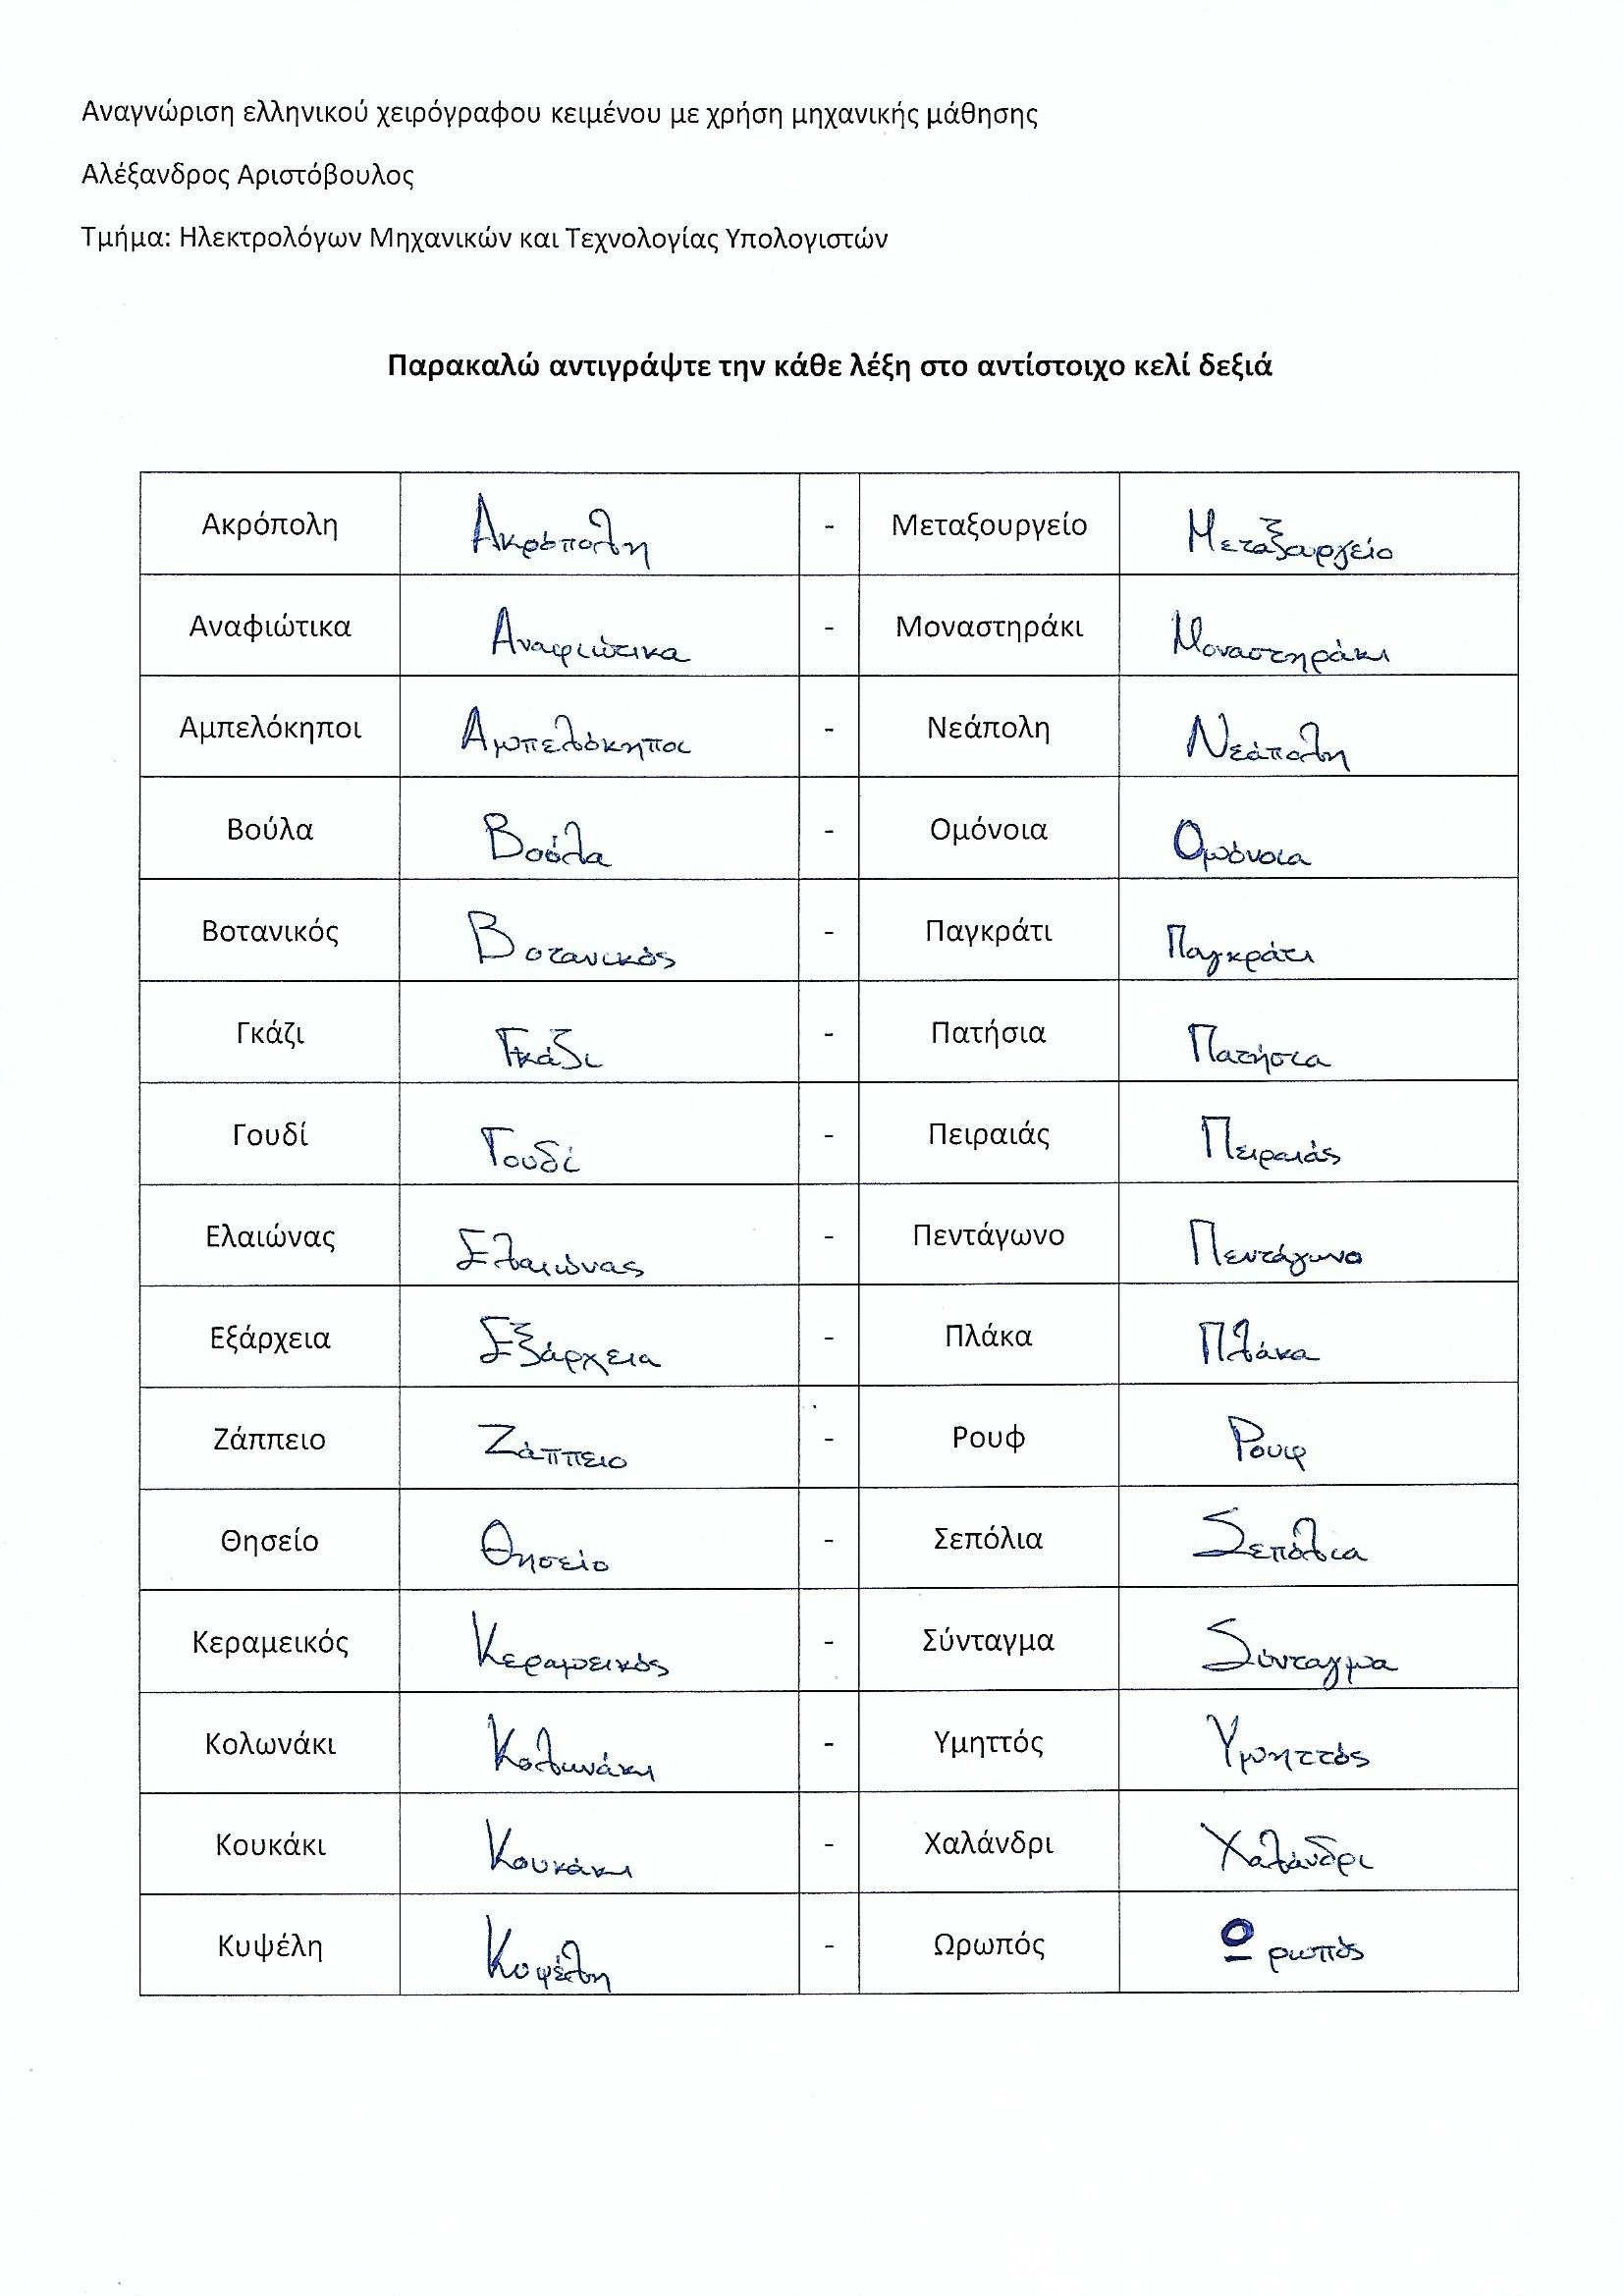 Αναγνώριση ελληνικού χειρόγραφου κειμένου με χρήση μηχανικής μάθησης
Αλέξανδρος Αριστόβουλος
Τμήμα: Ηλεκτρολόγων Μηχανικών και Τεχνολογίας Υπολογιστών
Παρακαλώ αντιγράψτε την κάθε λέξη στο αντίστοιχο κελί δεξιά
Ακρόπολη Ακρόπολη - Μεταξουργείο Μεταξουργείο
Αναφιώτικα Αναφιώτικα - Μοναστηράκι Μοναστηράκι
Αμπελόκηποι Αμπελόκηποι - Νεάπολη Νεάπολη
Βούλα Βούλα - Ομόνοια Ομόνοια
Βοτανικός Βοτανικός - Παγκράτι Παγκράτι
Γκάζι Γκάζι - Πατήσια Πατήσια
Γουδί Γουδί - Πειραιάς Πειραιάς
Ελαιώνας Ελαιώνας - Πεντάγωνο Πεντάγωνο
Εξάρχεια Εξάρχεια - Πλάκα Πλάκα
Ζάππειο Ζάππειο - Ρουφ Ρουφ
Θησείο Θησείο - Σεπόλια Σεπόλια
Κεραμεικός Κεραμεικός - Σύνταγμα Σύνταγμα
Κολωνάκι Κολωνάκι - Υμηττός Υμηττός
Κουκάκι Κουκάκι - Χαλάνδρι Χαλάνδρι
Κυψέλη Κυψέλη - Ωρωπός Ωρωπός